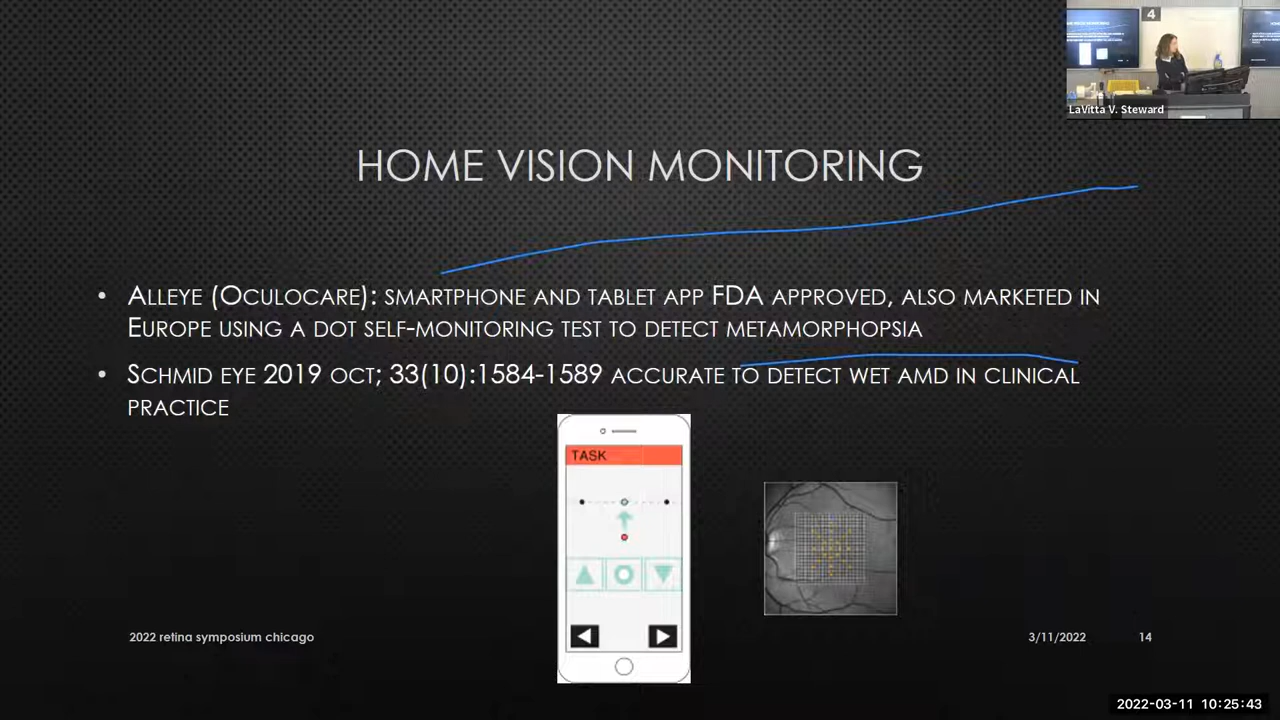 4
LaVitta V. Steward
HOME VISION MONITORING
• ALLEYE (OCULOCARE): SMARTPHONE AND TABLET APP FDA APPROVED, ALSO MARKETED IN
EUROPE USING A DOT SELF-MONITORING TEST TO DETECT METAMORPHOPSIA
• SCHMID EYE 2019 OCT; 33(10):1584-1589 ACCURATE TO DETECT WET AMD IN CLINICAL
PRACTICE
TASK
2022 retina symposium chicago
3/11/2022
14
2022-03-11 10:25:43